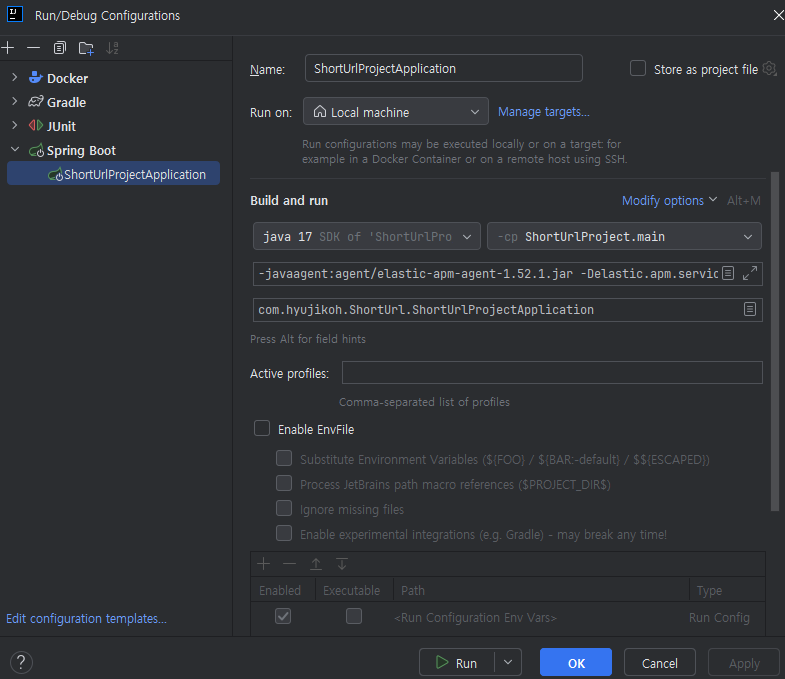 Run/Debug Configurations
Docker
Gradle
JUnit
Spring Boot
ShortUrlProjectApplication
Edit configuration templates...
Name: ShortUrlProjectApplication Store as project file
Run on: Local machine Manage targets...
Run configurations may be executed locally or on a target: for
example in a Docker Container or on a remote host using SSH.
Build and run Modify options Alt+M
java 17 SDK of 'ShortUrlPro -cp ShortUrlProject.main
-javaagent:agent/elastic-apm-agent-1.52.1.jar -Delastic.apm.servic
com.hyujikoh.ShortUrl.ShortUrlProjectApplication
Press Alt for field hints
Active profiles:
Comma-separated list of profiles
Enable EnvFile
Substitute Environment Variables (${FOO} / ${BAR:-default} / $${ESCAPED})
Process JetBrains path macro references ($PROJECT_DIR$)
Ignore missing files
Enable experimental integrations (e.g. Gradle) - may break any time!
Enabled Executable Path Type
<Run Configuration Env Vars> Run Config
? Run OK Cancel Apply